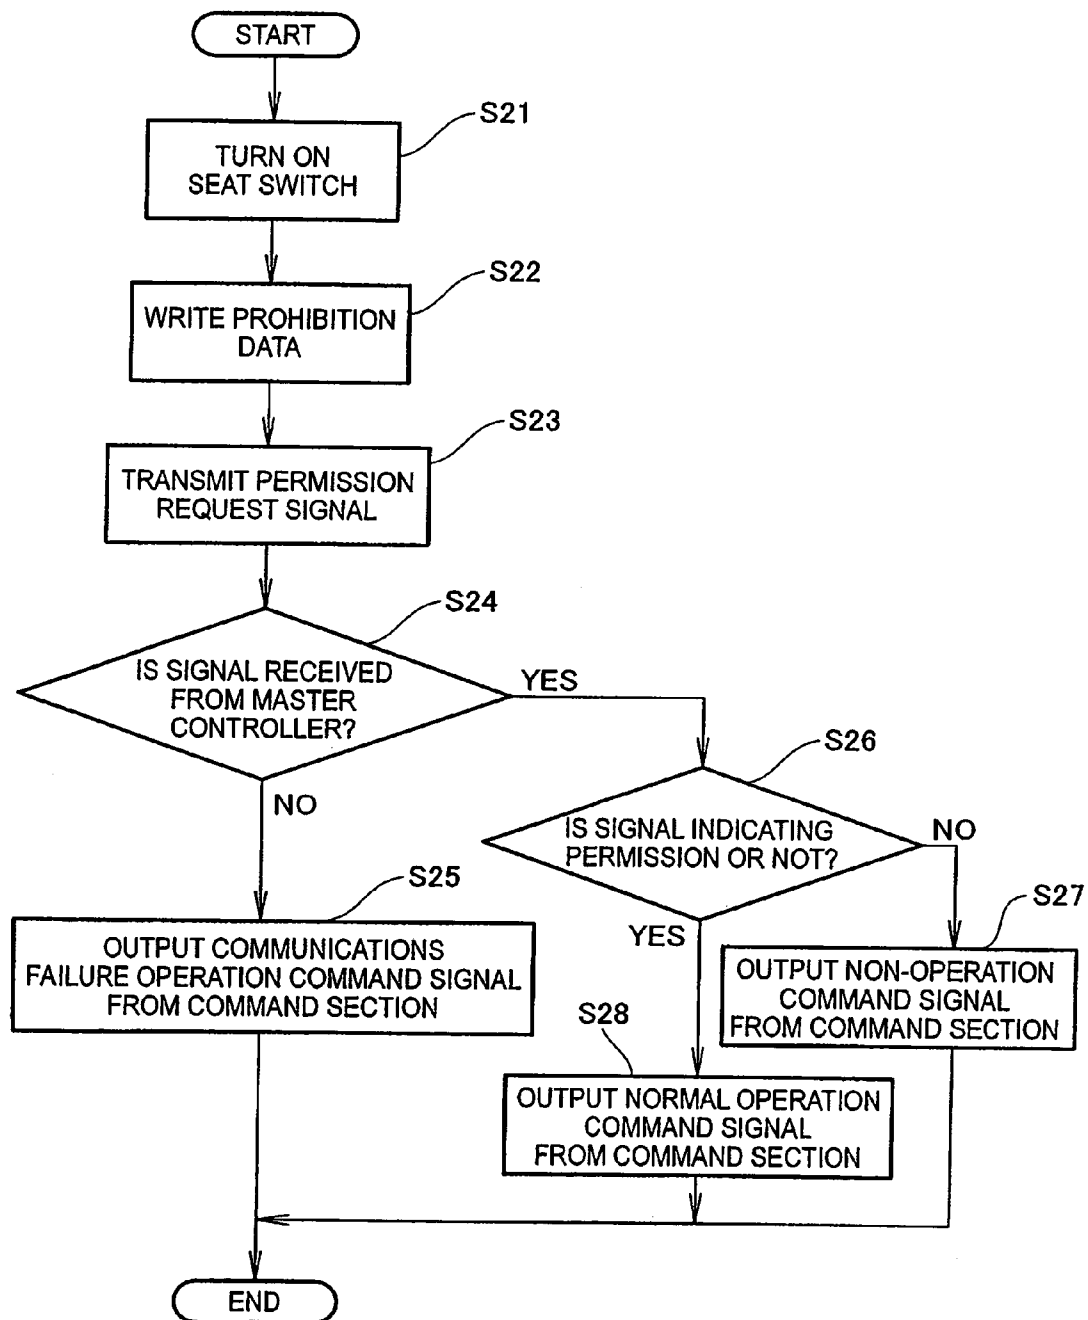 START
S21
TURN ON
SEAT SWITCH
S22
WRITE PROHIBITION
DATA
S23
TRANSMIT PERMISSION
REQUEST SIGNAL
S24
IS SIGNAL RECEIVED
FROM MASTER
CONTROLLER?
YES
NO
S26
IS SIGNAL INDICATING
PERMISSION OR NOT?
NO
YES
S25
OUTPUT COMMUNICATIONS
FAILURE OPERATION COMMAND SIGNAL
FROM COMMAND SECTION
S27
OUTPUT NON-OPERATION
COMMAND SIGNAL
FROM COMMAND SECTION
S28
OUTPUT NORMAL OPERATION
COMMAND SIGNAL
FROM COMMAND SECTION
END